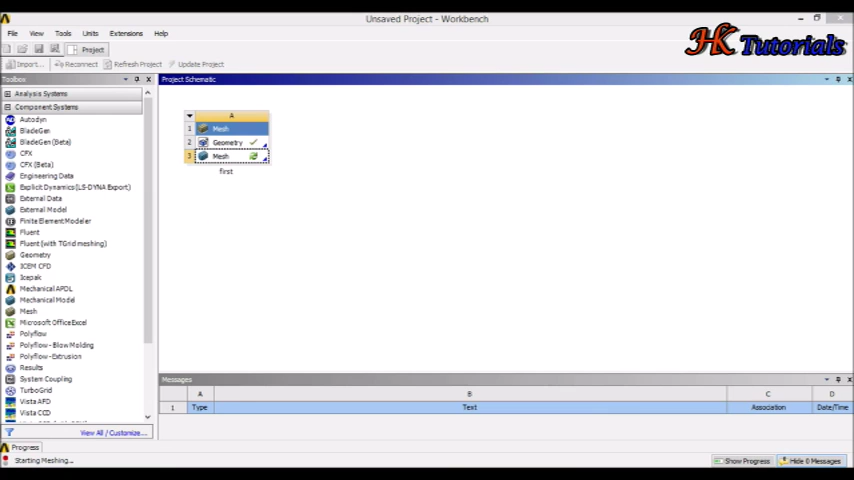 Unsaved Project - Workbench
File View Tools Units Extensions Help
HK Tutorials
Project
Import... Reconnect Refresh Project Update Project
Toolbox
Project Schematic
Analysis Systems
Component Systems
Autodyn
BladeGen
BladeGen (Beta)
CFX
CFX (Beta)
Engineering Data
Explicit Dynamics (LS-DYNA Export)
External Data
External Model
Finite Element Modeler
Fluent
Fluent (with TGrid meshing)
Geometry
ICEM CFD
Icepak
Mechanical APDL
Mechanical Model
Mesh
Microsoft Office Excel
Polyflow
Polyflow - Blow Molding
Polyflow - Extrusion
Results
System Coupling
TurboGrid
Vista AFD
Vista CCD
View All / Customize...
A
1 Mesh
2 Geometry
3 Mesh
first
Messages
A B C D
1 Type Text Association Date/Time
Progress
Starting Meshing...
Show Progress Hide 0 Messages